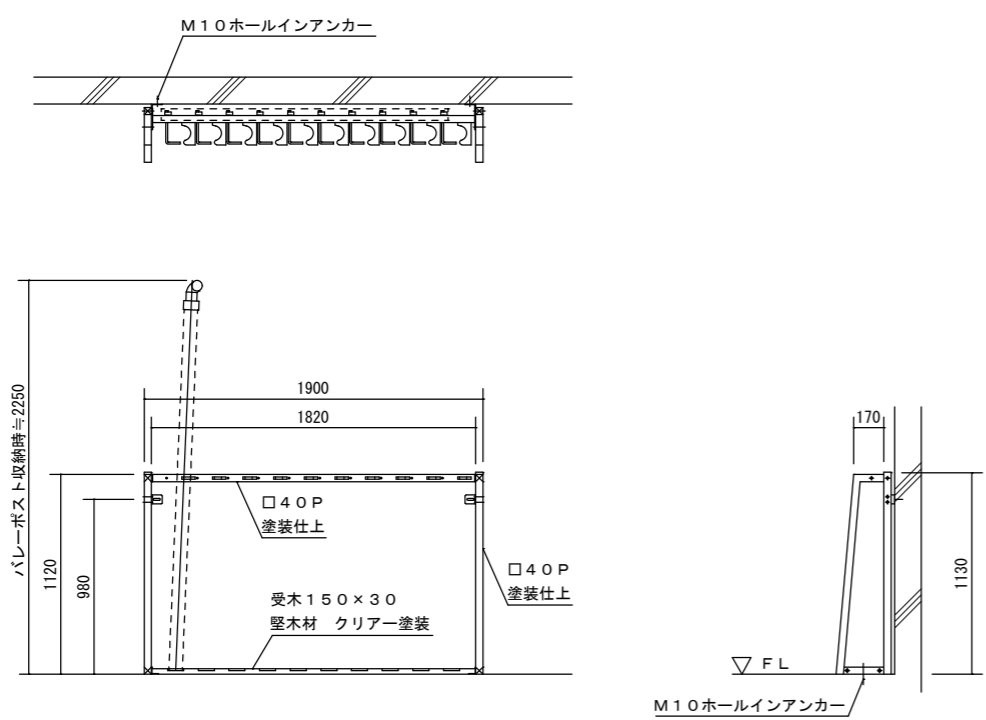 Ｍ１０ホールインアンカー
バレーポスト収納時≒2250
1900
1820
170
□４０Ｐ
塗装仕上
1120
980
1130
□４０Ｐ
塗装仕上
受木１５０×３０
堅木材　クリアー塗装
ＦＬ
Ｍ１０ホールインアンカー